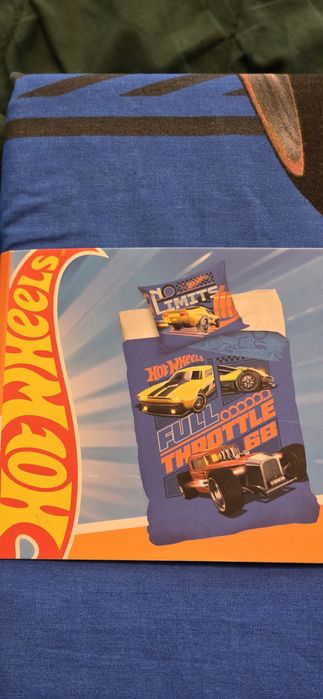 HOT WHEELS
NO
LIMITS
HOT WHEELS
FULL
THROTTLE
68